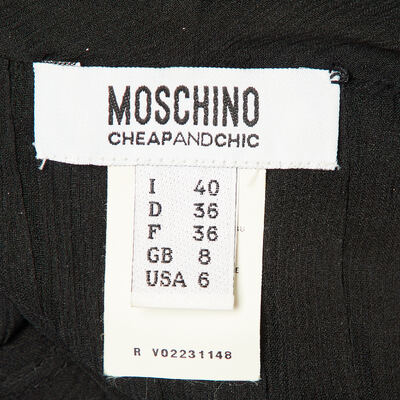 MOSCHINO
CHEAPANDCHIC
I 40
D 36
F 36
GB 8
USA 6
R V02231148